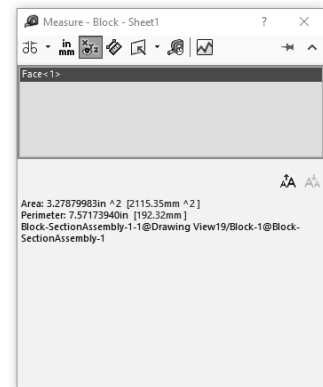 Measure - Block - Sheet1
in
mm
Face<1>
Area: 3.27879983in ^2 [2115.35mm ^2]
Perimeter: 7.57173940in [192.32mm]
Block-SectionAssembly-1-1@Drawing View19/Block-1@Block-
SectionAssembly-1